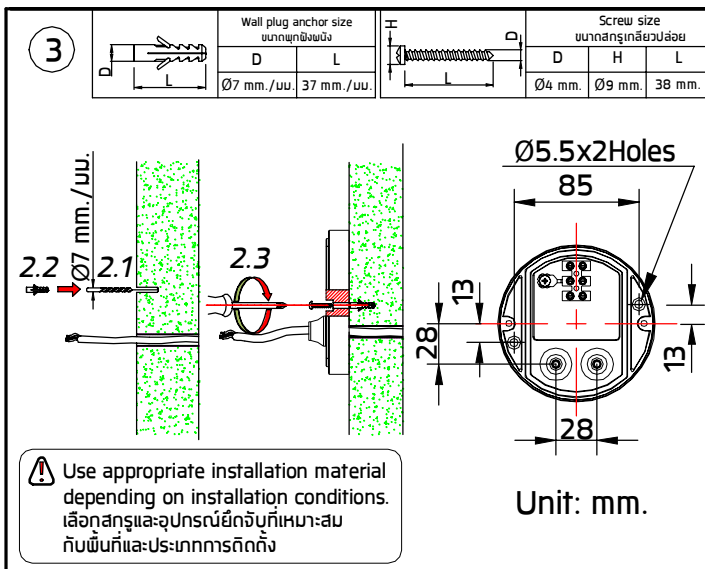 3
D
L
Wall plug anchor size
ขนาดพุกฝังผนัง
D L
Ø7 mm./มม. 37 mm./มม.
H
D
L
Screw size
ขนาดสกรูเกลียวปล่อย
D H L
Ø4 mm. Ø9 mm. 38 mm.
Ø7 mm./มม.
2.2
2.1
2.3
Ø5.5x2Holes
85
13
28
13
28
Use appropriate installation material
depending on installation conditions.
เลือกสกรูและอุปกรณ์ยึดจับที่เหมาะสม
กับพื้นที่และประเภทการติดตั้ง
Unit: mm.